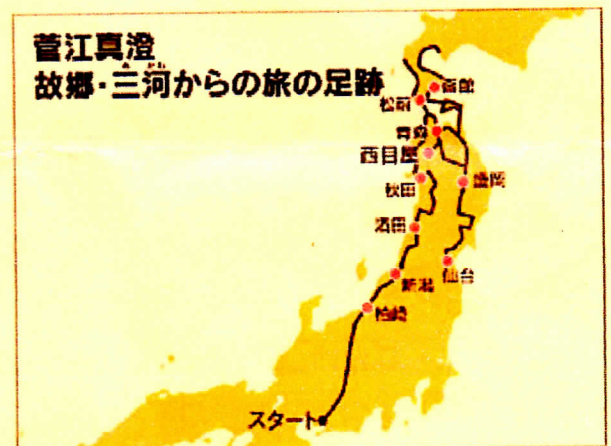 菅江真澄
故郷・三河からの旅の足跡
函館
松前
青森
西目屋
秋田
盛岡
酒田
仙台
新潟
柏崎
スタート